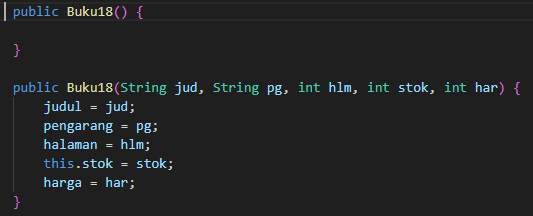 public Buku18() {
}
public Buku18(String jud, String pg, int hlm, int stok, int har) {
judul = jud;
pengarang = pg;
halaman = hlm;
this.stok = stok;
harga = har;
}